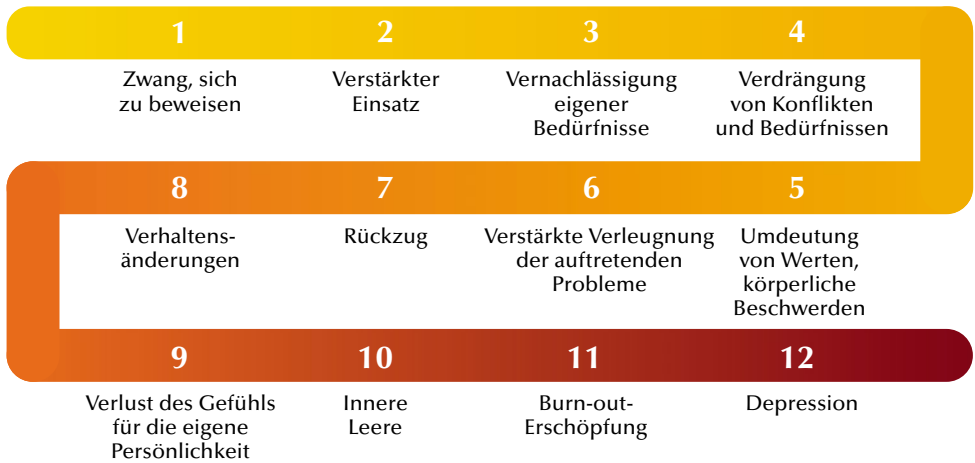 1 2 3 4
Zwang, sich
zu beweisen
Verstärkter
Einsatz
Vernachlässigung
eigener
Bedürfnisse
Verdrängung
von Konflikten
und Bedürfnissen
8 7 6 5
Verhaltens-
änderungen
Rückzug
Verstärkte Verleugnung
der auftretenden
Probleme
Umdeutung
von Werten,
körperliche
Beschwerden
9 10 11 12
Verlust des Gefühls
für die eigene
Persönlichkeit
Innere
Leere
Burn-out-
Erschöpfung
Depression